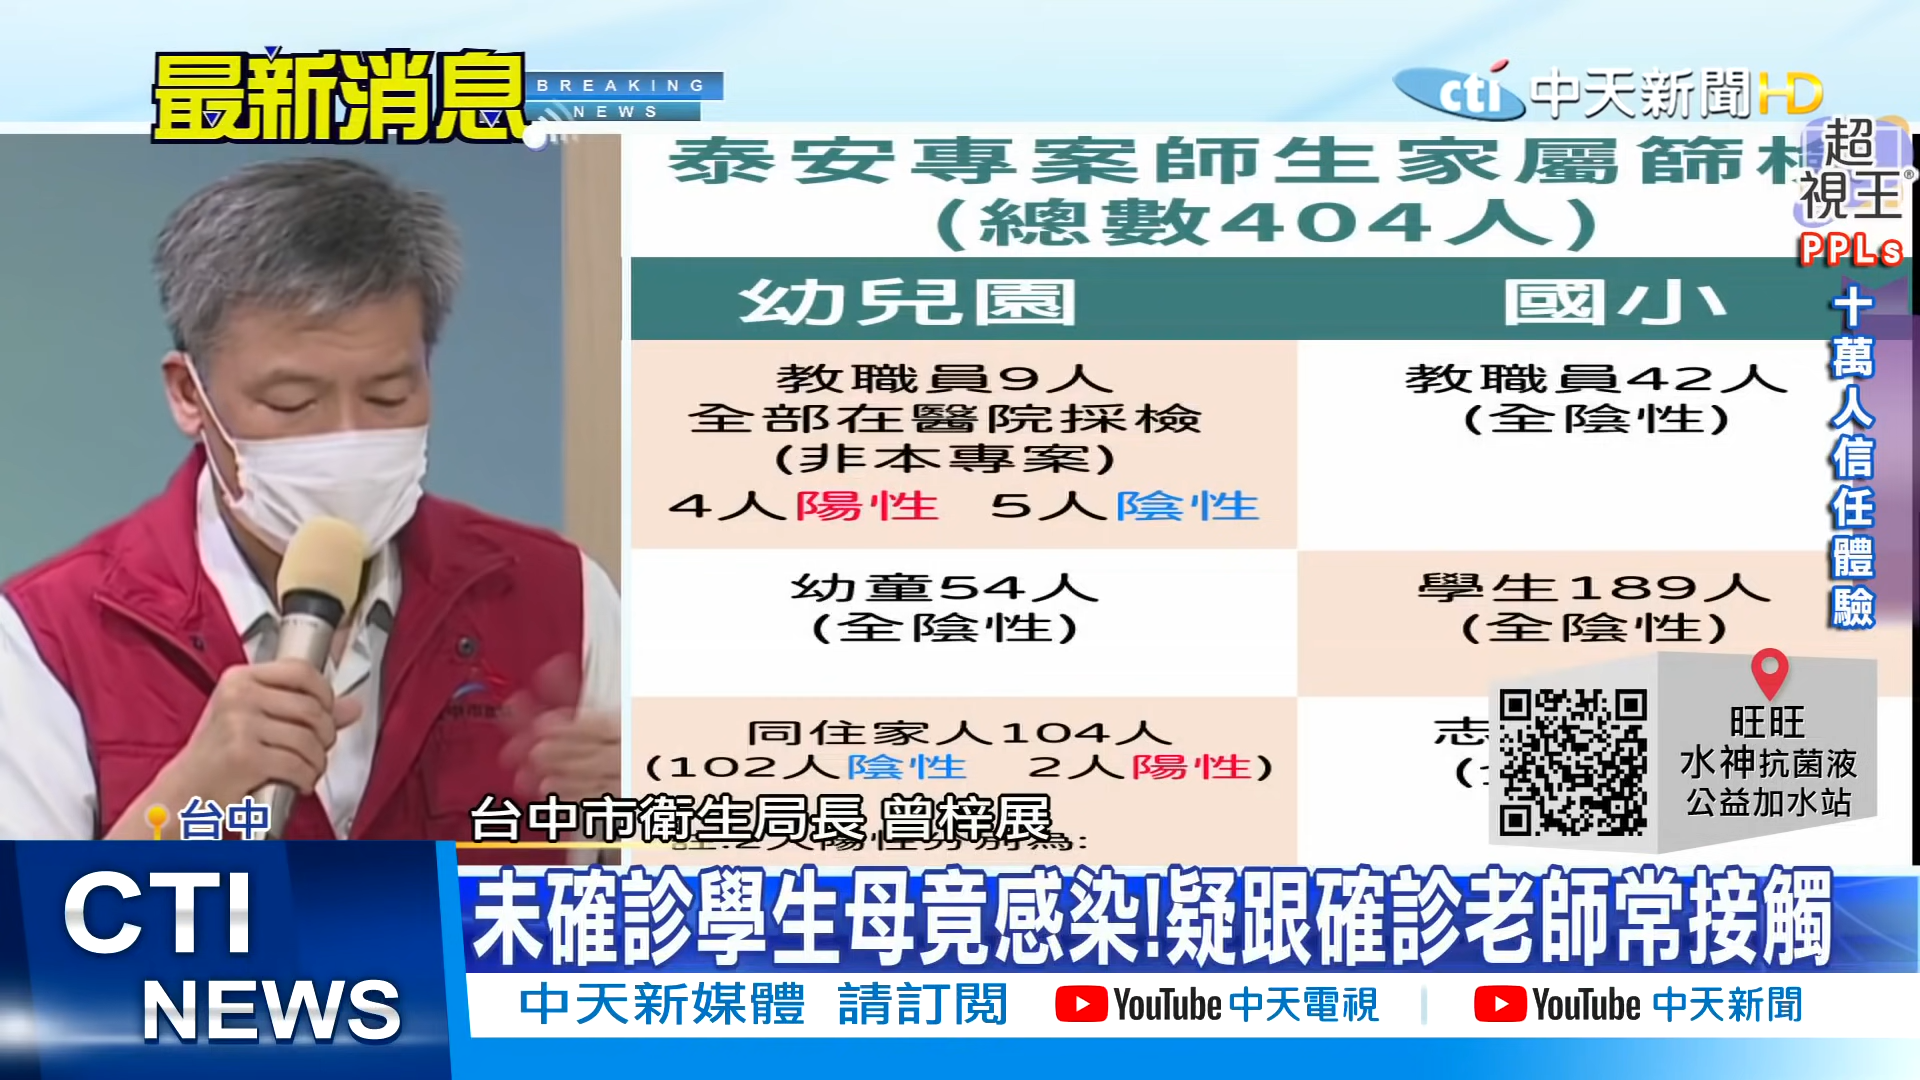 最新消息
BREAKING
NEWS
cti 中天新聞HD
超
視王®
PPLs
十萬人信任體驗
泰安專案師生家屬篩
(總數404人)
幼兒園
國小
教職員9人
全部在醫院採檢
(非本專案)
4人陽性 5人陰性
教職員42人
(全陰性)
幼童54人
(全陰性)
學生189人
(全陰性)
同住家人104人
(102人陰性 2人陽性)
志
旺旺
水神抗菌液
公益加水站
台中
台中市衛生局長 曾梓展
CTI
NEWS
未確診學生母竟感染!疑跟確診老師常接觸
中天新媒體 請訂閱 YouTube 中天電視 | YouTube 中天新聞